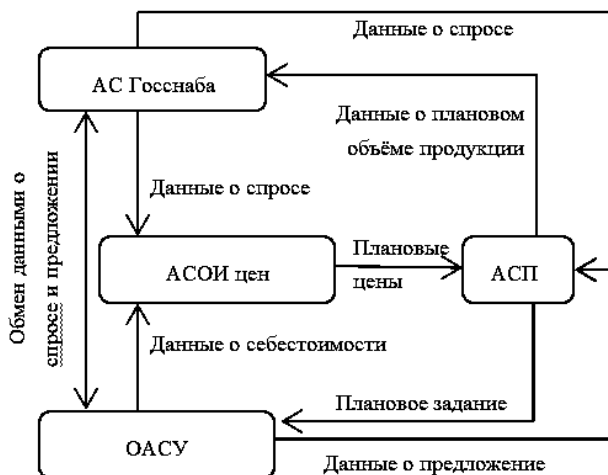 Данные о спросе
АС Госснаба
Данные о плановом
объёме продукции
Обмен данными о
спросе и предложении
Данные о спросе
АСОИ цен
Плановые
цены
АСП
Данные о себестоимости
Плановое задание
ОАСУ
Данные о предложение